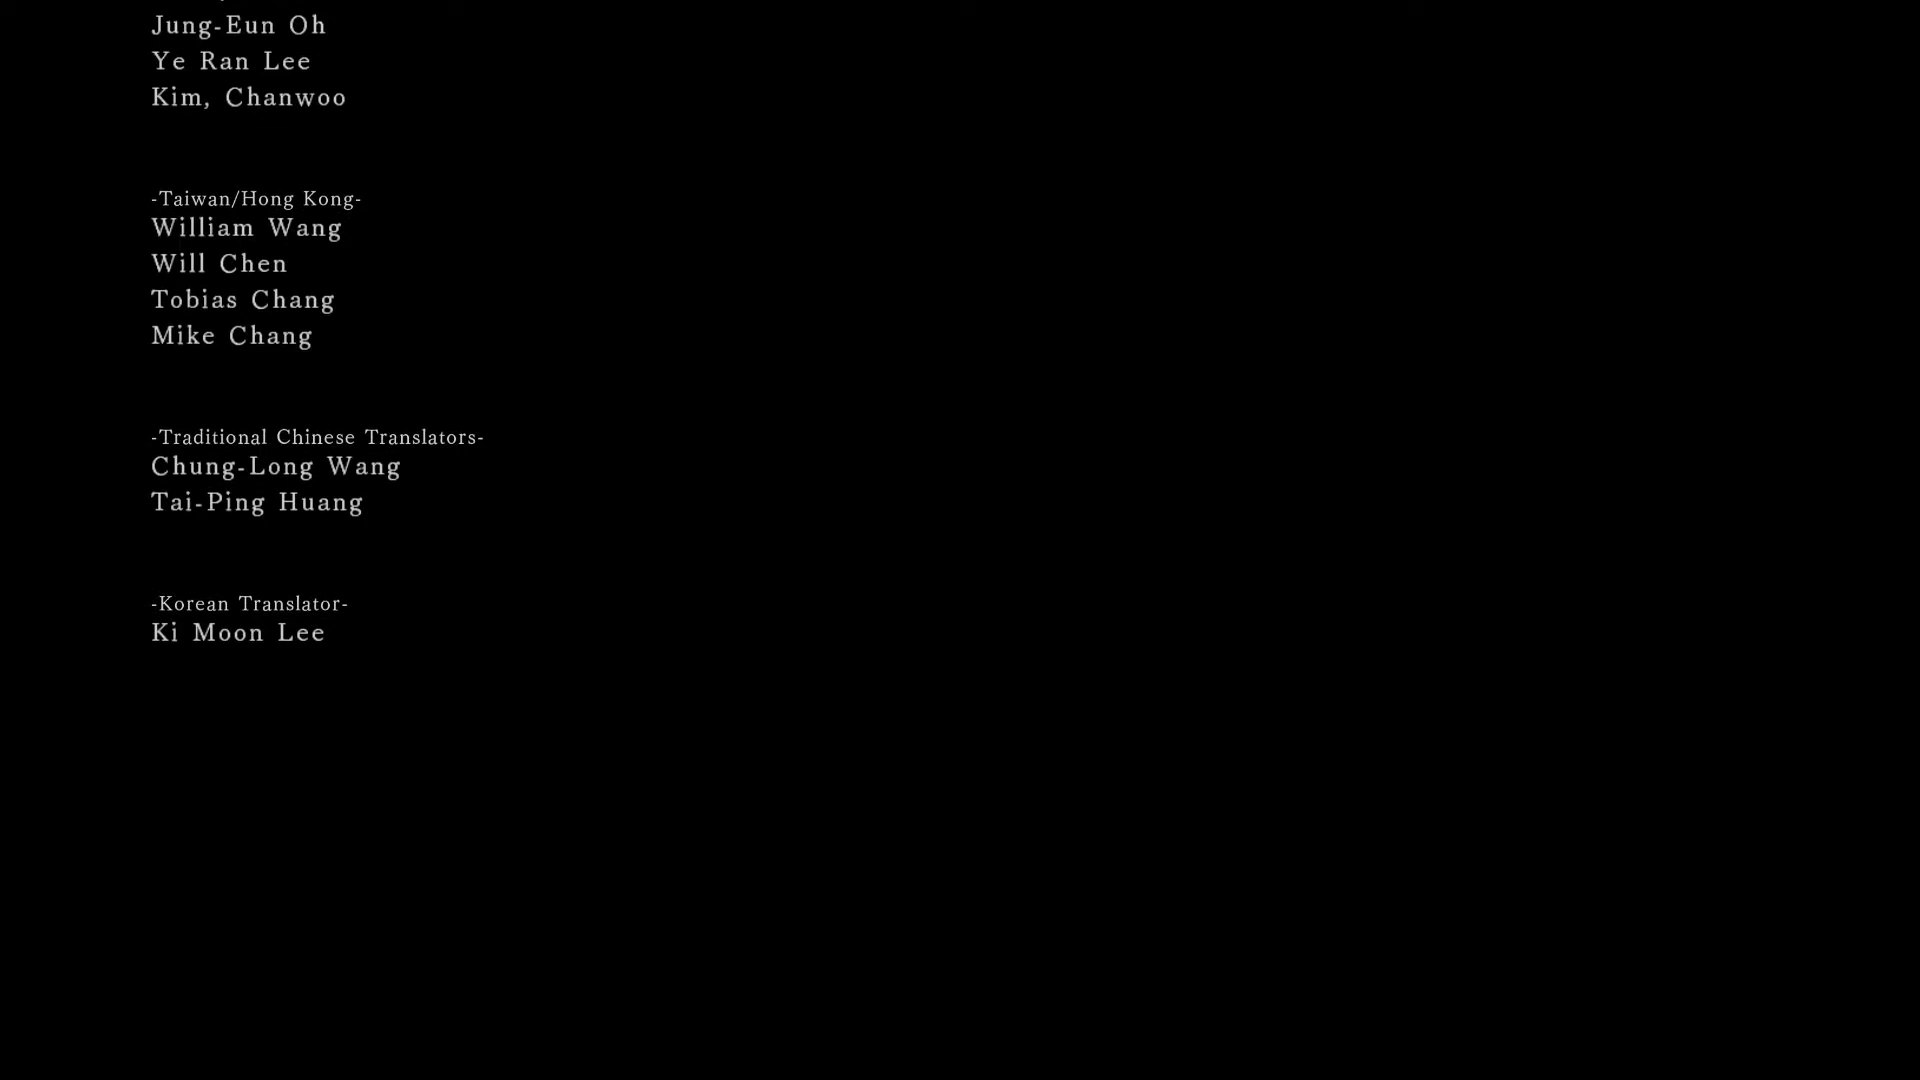 Jung-Eun Oh
Ye Ran Lee
Kim, Chanwoo
-Taiwan/Hong Kong-
William Wang
Will Chen
Tobias Chang
Mike Chang
-Traditional Chinese Translators-
Chung-Long Wang
Tai-Ping Huang
-Korean Translator-
Ki Moon Lee